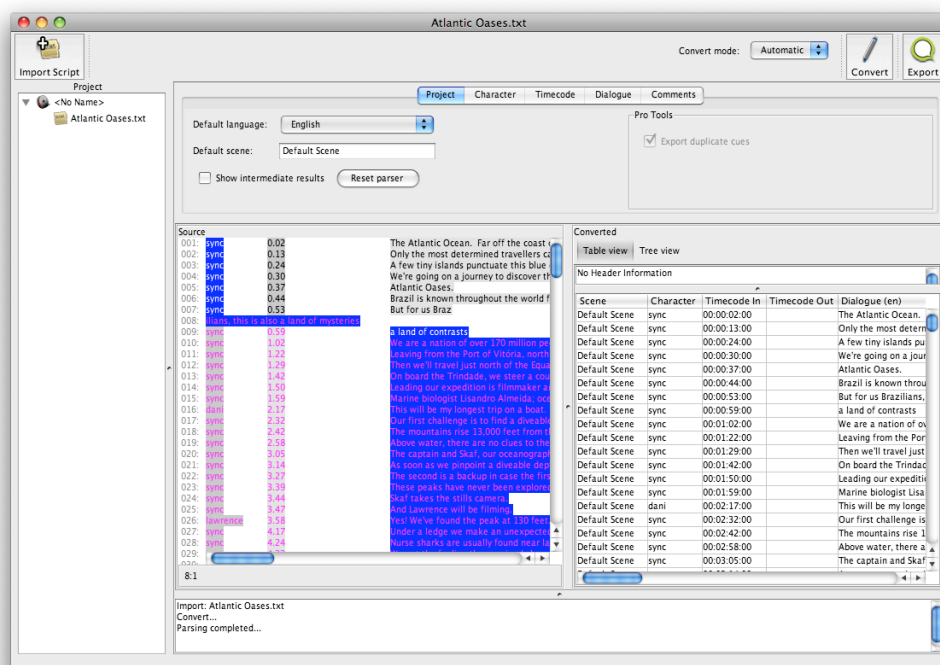 Atlantic Oases.txt
Import Script
Convert mode: Automatic
Convert
Export
Project
<No Name>
Atlantic Oases.txt
Project Character Timecode Dialogue Comments
Default language: English
Default scene: Default Scene
Show intermediate results Reset parser
Pro Tools
Export duplicate cues
Source
001: sync 0.02 The Atlantic Ocean. Far off the coast
002: sync 0.13 Only the most determined travellers ca
003: sync 0.24 A few tiny islands punctuate this blue
004: sync 0.30 We're going on a journey to discover th
005: sync 0.37 Atlantic Oases.
006: sync 0.44 Brazil is known throughout the world f
007: sync 0.53 But for us Braz
008: ilians, this is also a land of mysteries
009: sync 0.59 a land of contrasts
010: sync 1.02 We are a nation of over 170 million pe
011: sync 1.22 Leaving from the Port of Vitória, north
012: sync 1.29 Then we'll travel just north of the Equa
013: sync 1.42 On board the Trindade, we steer a cou
014: sync 1.50 Leading our expedition is filmmaker a
015: sync 1.59 Marine biologist Lisandro Almeida; oce
016: dani 2.17 This will be my longest trip on a boat.
017: sync 2.32 Our first challenge is to find a diveabl
018: sync 2.42 The mountains rise 13,000 feet from t
019: sync 2.58 Above water, there are no clues to the
020: sync 3.05 The captain and Skaf, our oceanograp
021: sync 3.14 As soon as we pinpoint a diveable dep
022: sync 3.27 The second is a backup in case the firs
023: sync 3.39 These peaks have never been explore
024: sync 3.44 Skaf takes the stills camera.
025: sync 3.47 And Lawrence will be filming.
026: lawrence 3.58 Yes! We've found the peak at 130 feet.
027: sync 4.17 Under a ledge we make an unexpecte
028: sync 4.24 Nurse sharks are usually found near la
029:
8:1
Converted
Table view Tree view
No Header Information
Scene Character Timecode In Timecode Out Dialogue (en)
Default Scene sync 00:00:02:00 The Atlantic Ocean.
Default Scene sync 00:00:13:00 Only the most determ
Default Scene sync 00:00:24:00 A few tiny islands pu
Default Scene sync 00:00:30:00 We're going on a jour
Default Scene sync 00:00:37:00 Atlantic Oases.
Default Scene sync 00:00:44:00 Brazil is known throu
Default Scene sync 00:00:53:00 But for us Brazilians,
Default Scene sync 00:00:59:00 a land of contrasts
Default Scene sync 00:01:02:00 We are a nation of ov
Default Scene sync 00:01:22:00 Leaving from the Por
Default Scene sync 00:01:29:00 Then we'll travel just
Default Scene sync 00:01:42:00 On board the Trindad
Default Scene sync 00:01:50:00 Leading our expediti
Default Scene sync 00:01:59:00 Marine biologist Lisa
Default Scene dani 00:02:17:00 This will be my longe
Default Scene sync 00:02:32:00 Our first challenge is
Default Scene sync 00:02:42:00 The mountains rise 1
Default Scene sync 00:02:58:00 Above water, there a
Default Scene sync 00:03:05:00 The captain and Skaf
Import: Atlantic Oases.txt
Convert...
Parsing completed...